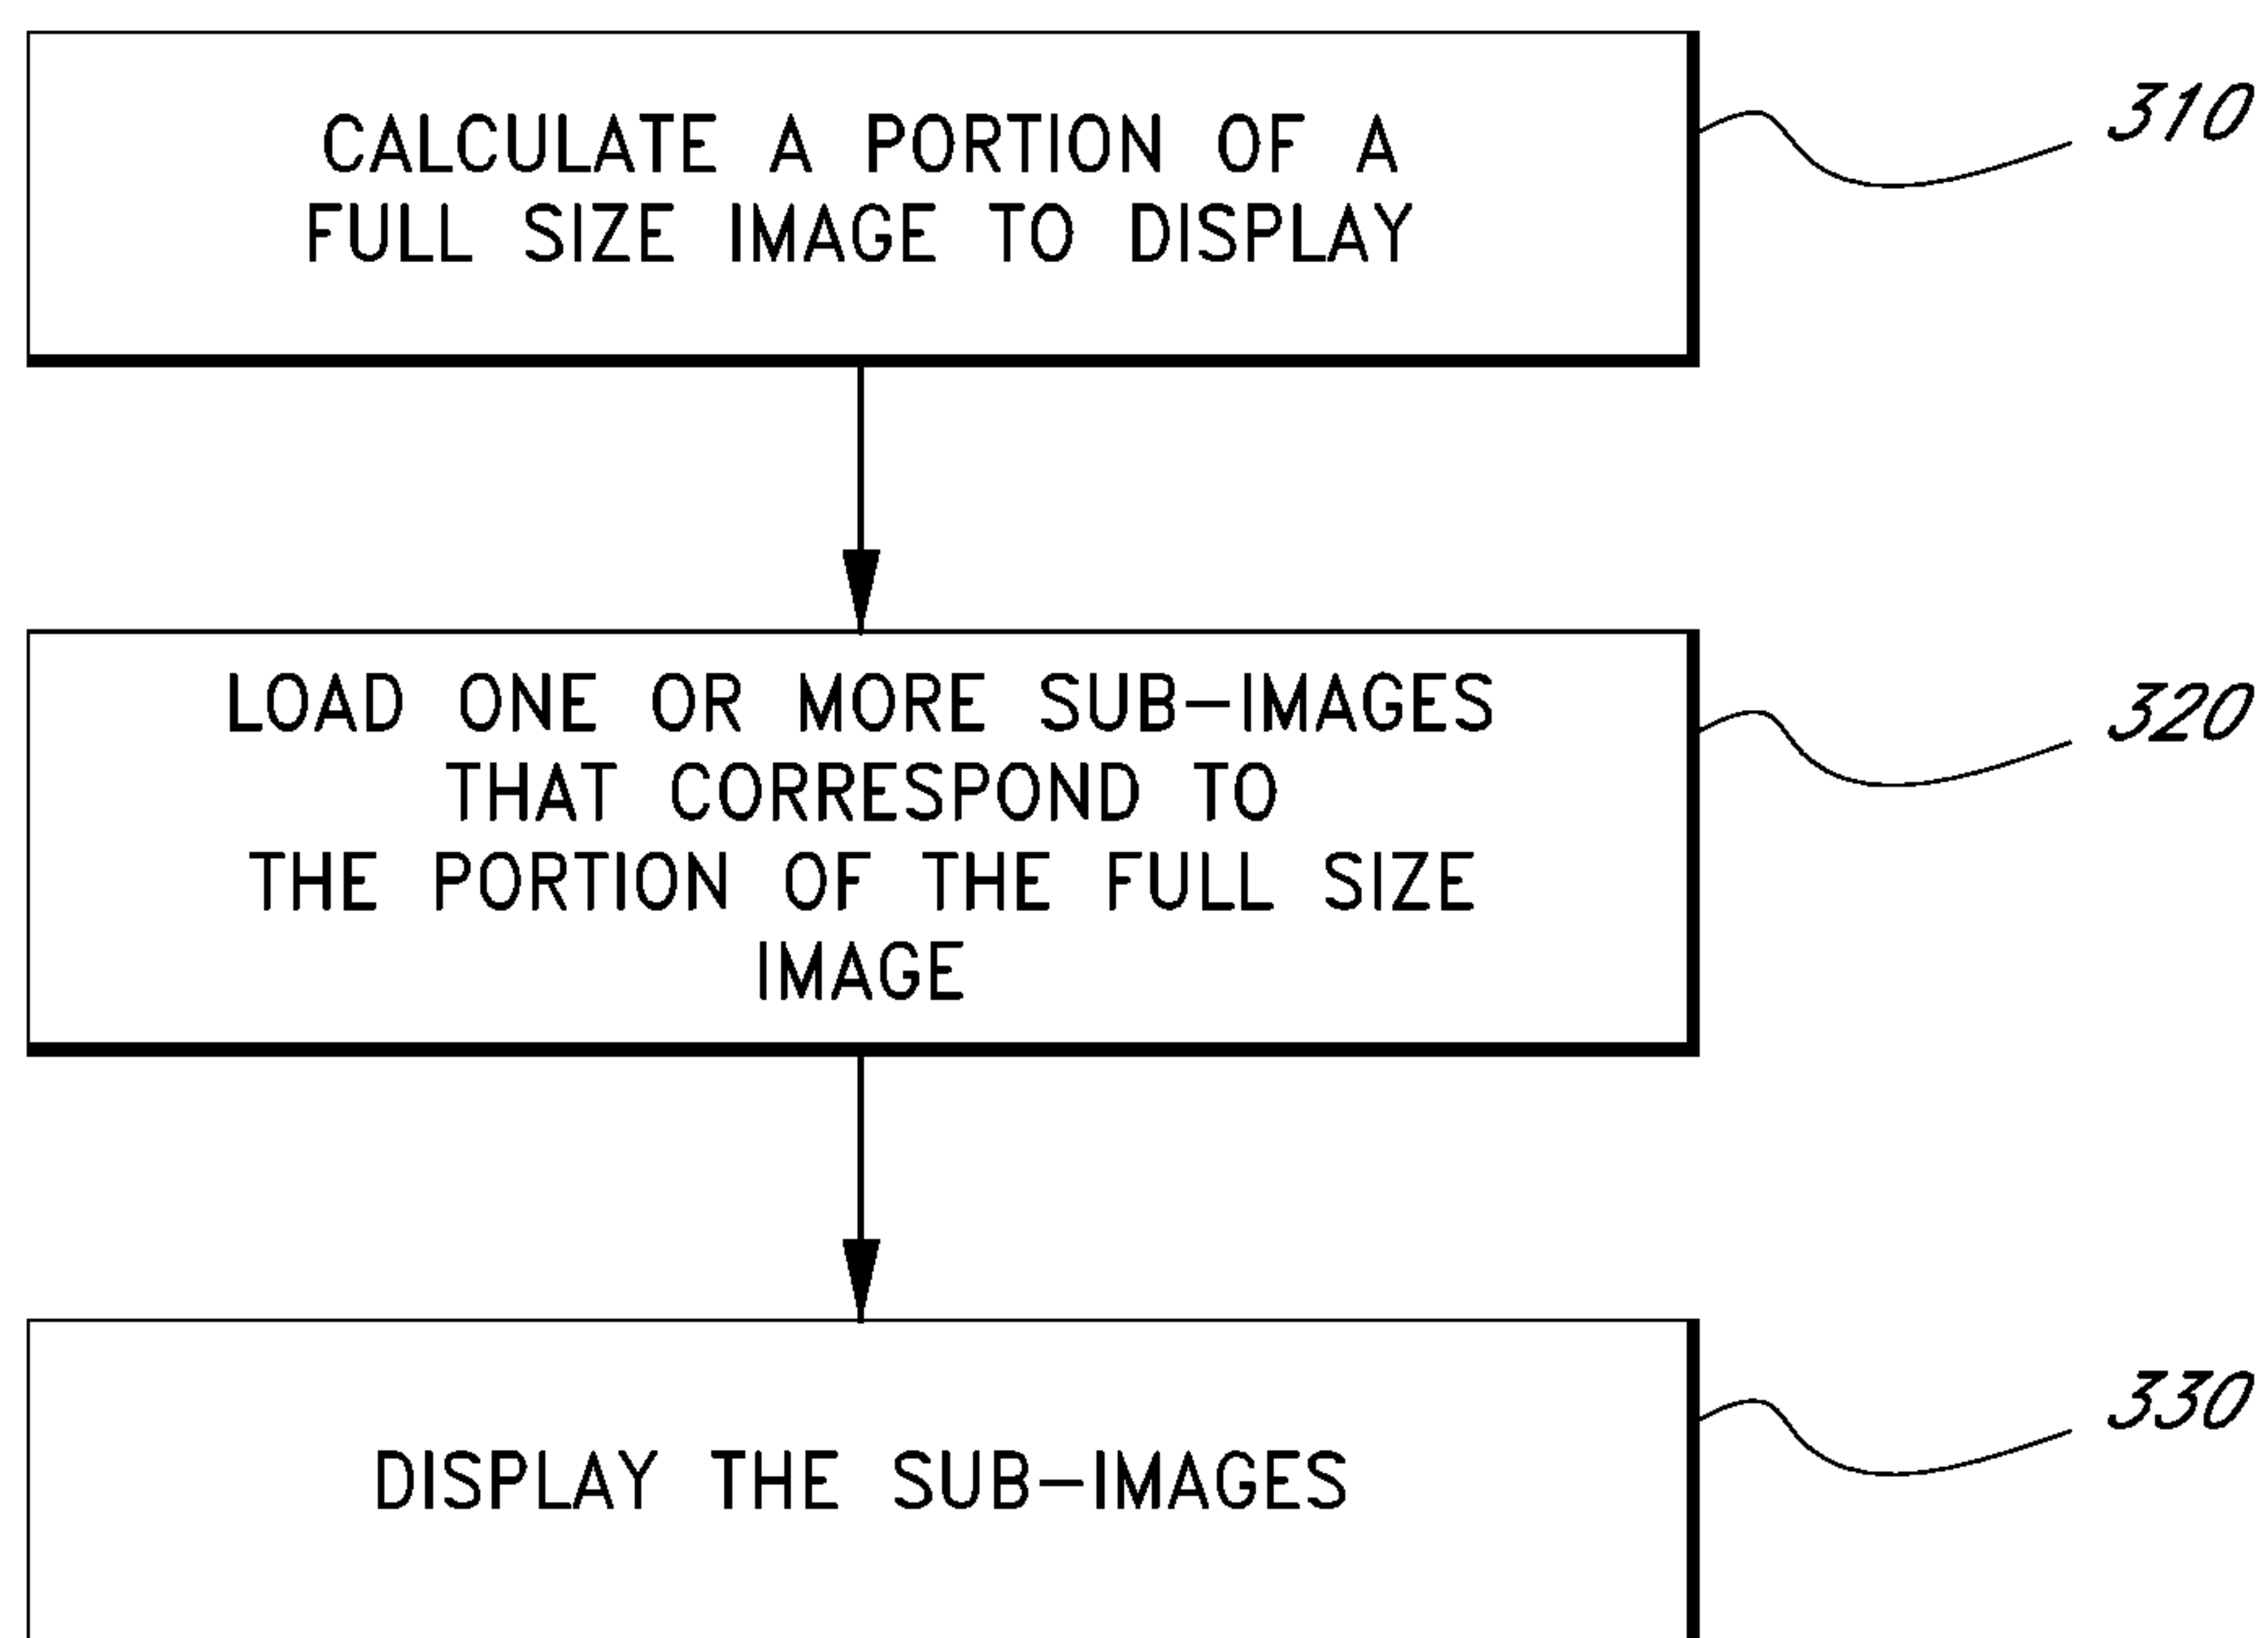 CALCULATE A PORTION OF A
FULL SIZE IMAGE TO DISPLAY
310
LOAD ONE OR MORE SUB-IMAGES
THAT CORRESPOND TO
THE PORTION OF THE FULL SIZE
IMAGE
320
DISPLAY THE SUB-IMAGES
330